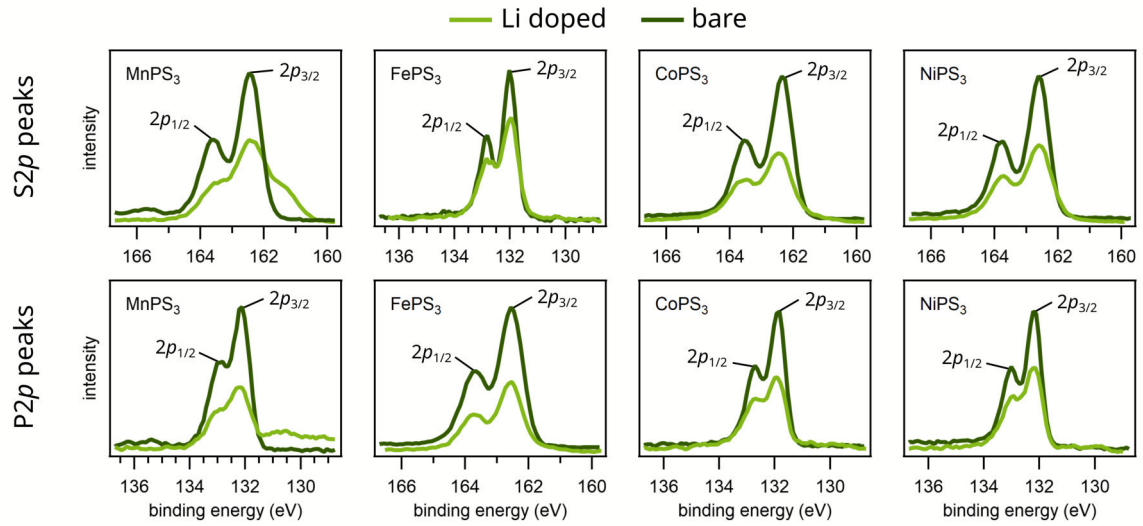 Li doped bare
S2p peaks
intensity
MnPS3
2p3/2
2p1/2
166 164 162 160
FePS3
2p3/2
2p1/2
136 134 132 130
CoPS3
2p3/2
2p1/2
166 164 162 160
NiPS3
2p3/2
2p1/2
166 164 162 160
P2p peaks
intensity
MnPS3
2p3/2
2p1/2
136 134 132 130
binding energy (eV)
FePS3
2p3/2
2p1/2
166 164 162 160
binding energy (eV)
CoPS3
2p3/2
2p1/2
136 134 132 130
binding energy (eV)
NiPS3
2p3/2
2p1/2
136 134 132 130
binding energy (eV)